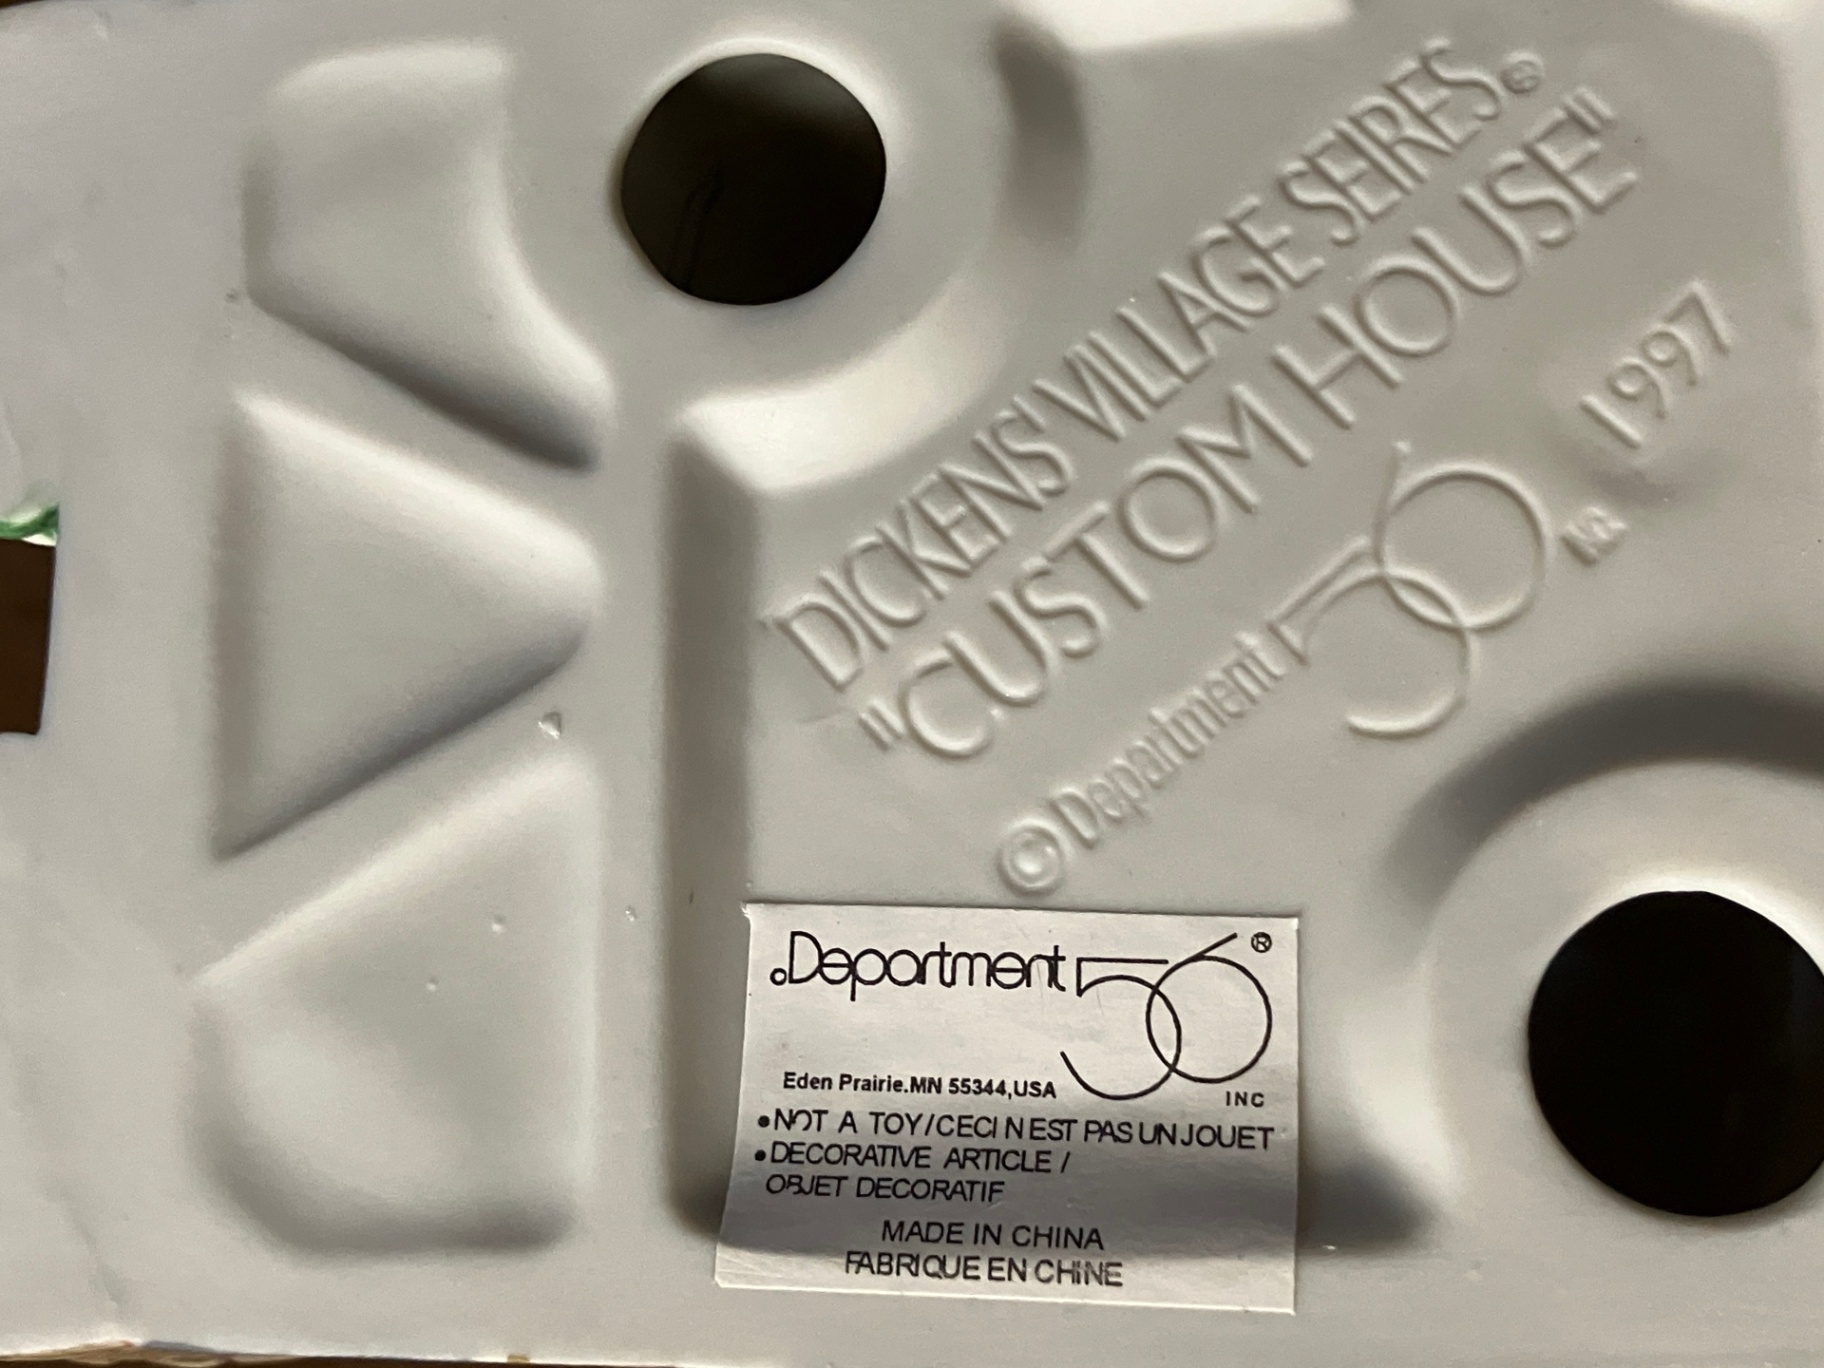 DICKENS' VILLAGE SEIRES®
"CUSTOM HOUSE"
© Department 56 1997
Department 56 ®
INC
Eden Prairie.MN 55344,USA
•NOT A TOY/CECI N EST PAS UN JOUET
•DECORATIVE ARTICLE /
OBJET DECORATIF
MADE IN CHINA
FABRIQUE EN CHINE